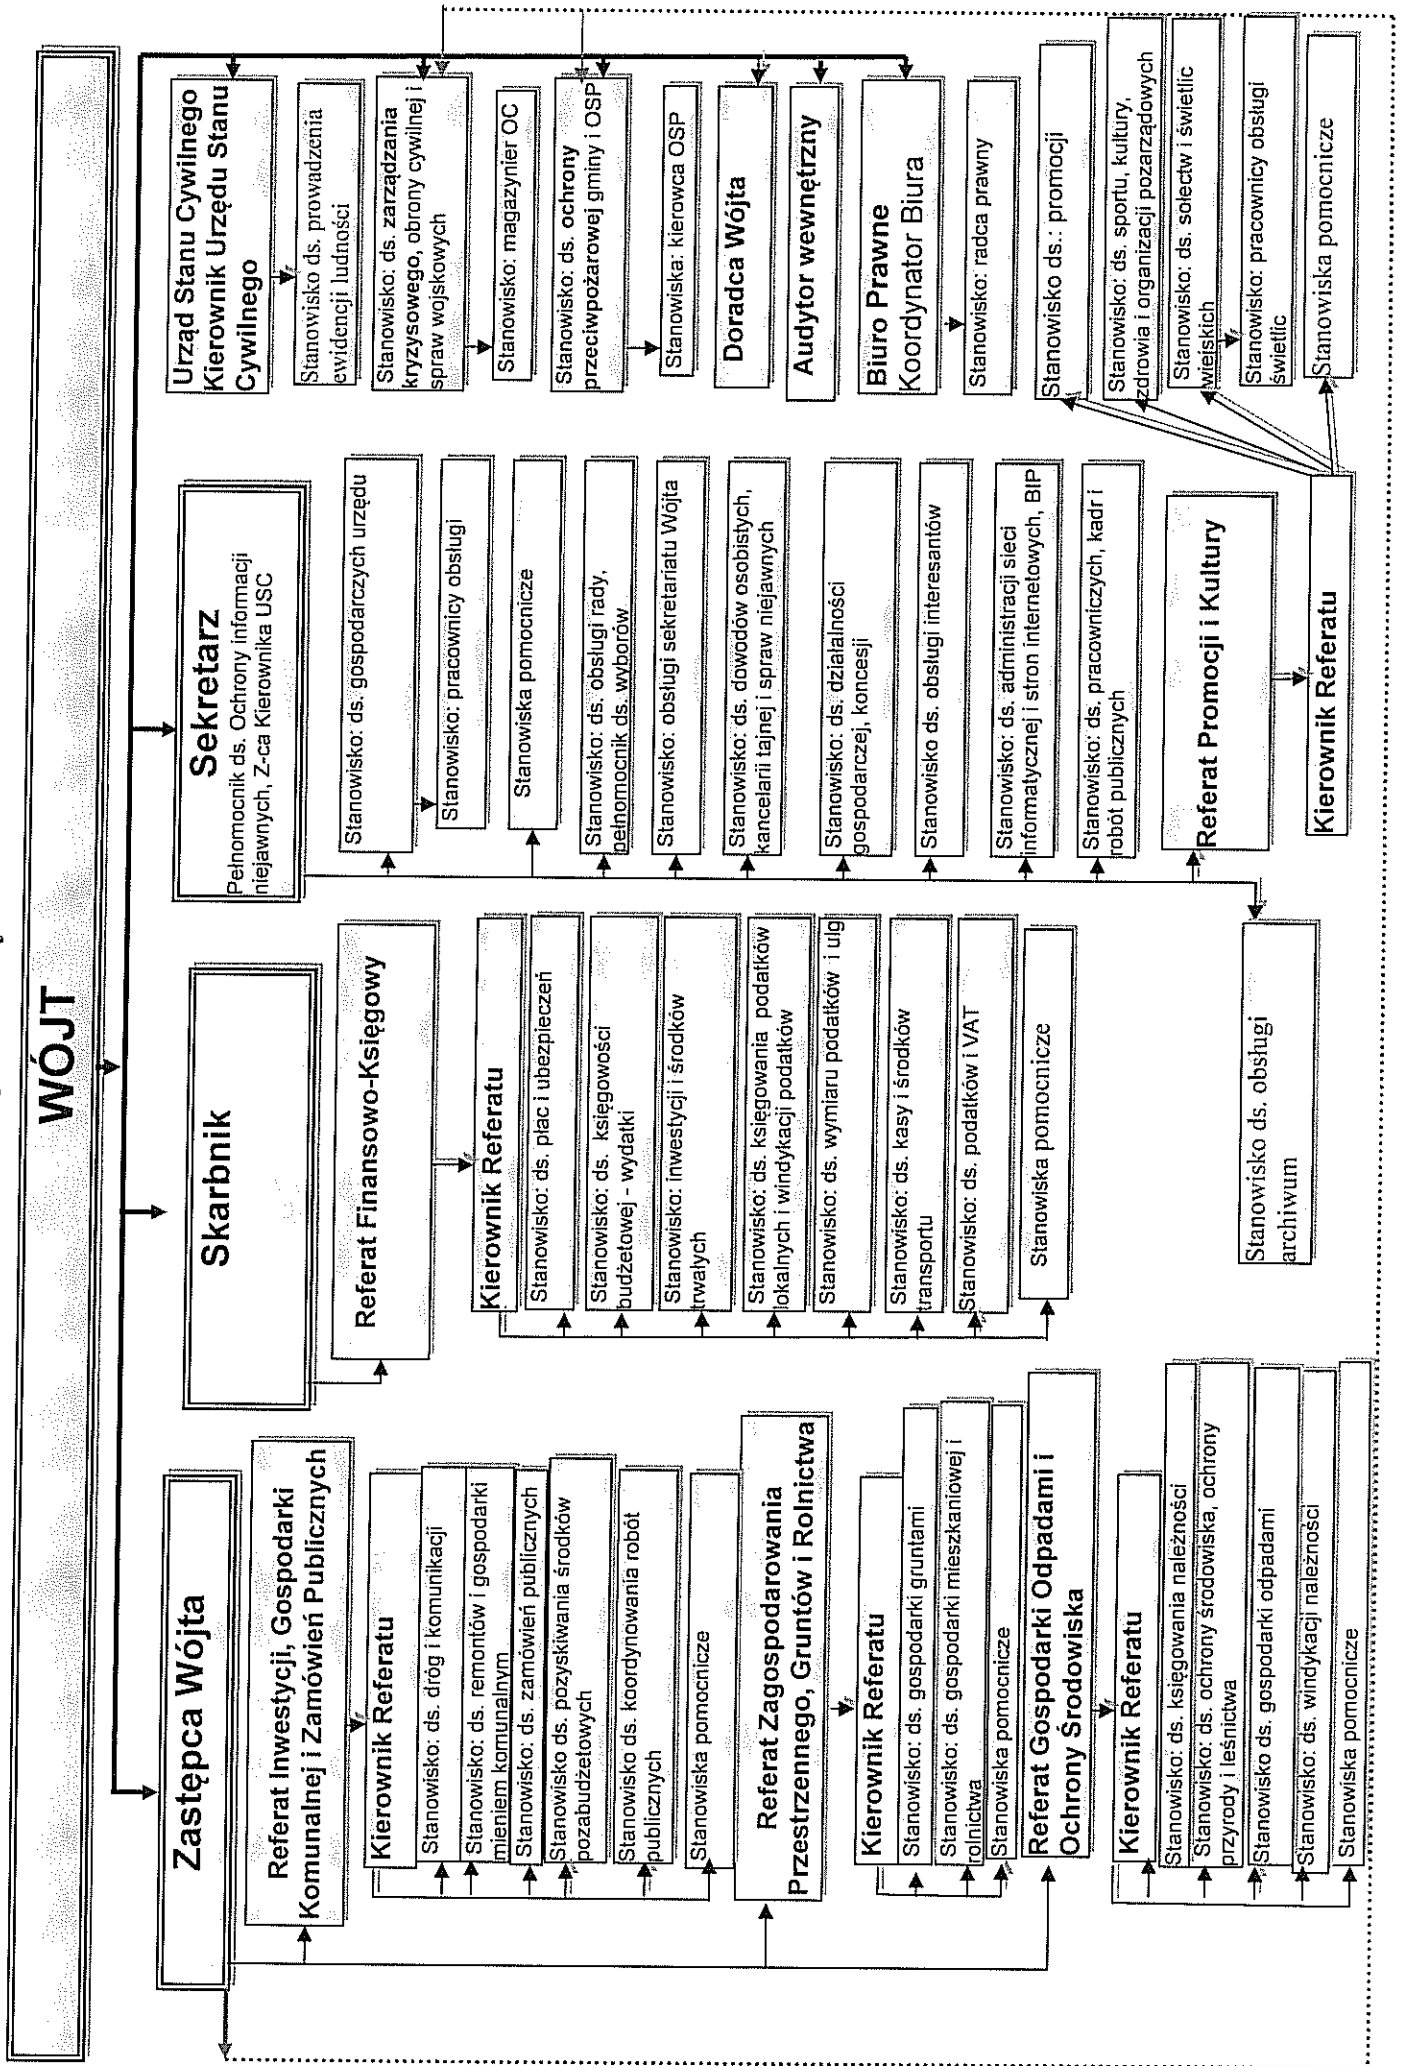 WÓJT
Zastępca Wójta
Referat Inwestycji, Gospodarki
Komunalnej i Zamówień Publicznych
Kierownik Referatu
Stanowisko: ds. dróg i komunikacji
Stanowisko: ds. remontów i gospodarki
mieniem komunalnym
Stanowisko: ds. zamówień publicznych
Stanowisko ds. pozyskiwania środków
pozabudżetowych
Stanowisko ds. koordynowania robót
publicznych
Stanowiska pomocnicze
Referat Zagospodarowania
Przestrzennego, Gruntów i Rolnictwa
Kierownik Referatu
Stanowisko: ds. gospodarki gruntami
Stanowisko: ds. gospodarki mieszkaniowej i
rolnictwa
Stanowiska pomocnicze
Referat Gospodarki Odpadami i
Ochrony Środowiska
Kierownik Referatu
Stanowisko: ds. księgowania należności
Stanowisko: ds. ochrony środowiska, ochrony
przyrody i leśnictwa
Stanowisko ds. gospodarki odpadami
Stanowisko: ds. windykacji należności
Stanowiska pomocnicze
Skarbnik
Referat Finansowo-Księgowy
Kierownik Referatu
Stanowisko: ds. płac i ubezpieczeń
Stanowisko: ds. księgowości
budżetowej - wydatki
Stanowisko: inwestycji i środków
trwałych
Stanowisko: ds. księgowania podatków
lokalnych i windykacji podatków
Stanowisko: ds. wymiaru podatków i ulg
Stanowisko: ds. kasy i środków
transportu
Stanowisko: ds. podatków i VAT
Stanowiska pomocnicze
Sekretarz
Pełnomocnik ds. Ochrony informacji
niejawnych, Z-ca Kierownika USC
Stanowisko: ds. gospodarczych urzędu
Stanowisko: pracownicy obsługi
Stanowiska pomocnicze
Stanowisko: ds. obsługi rady,
pełnomocnik ds. wyborów
Stanowisko: obsługi sekretariatu Wójta
Stanowisko: ds. dowodów osobistych,
kancelarii tajnej i spraw niejawnych
Stanowisko: ds. działalności
gospodarczej, koncesji
Stanowisko ds. obsługi interesantów
Stanowisko: ds. administracji sieci
informatycznej i stron internetowych, BIP
Stanowisko: ds. pracowniczych, kadr i
robót publicznych
Referat Promocji i Kultury
Kierownik Referatu
Stanowisko ds. obsługi
archiwum
Urząd Stanu Cywilnego
Kierownik Urzędu Stanu
Cywilnego
Stanowisko ds. prowadzenia
ewidencji ludności
Stanowisko: ds. zarządzania
kryzysowego, obrony cywilnej i
spraw wojskowych
Stanowisko: magazynier OC
Stanowisko: ds. ochrony
przeciwpożarowej gminy i OSP
Stanowiska: kierowca OSP
Doradca Wójta
Audytor wewnętrzny
Biuro Prawne
Koordynator Biura
Stanowisko: radca prawny
Stanowisko ds.: promocji
Stanowisko: ds. sportu, kultury,
zdrowia i organizacji pozarządowych
Stanowisko: ds. sołectw i świetlic
wiejskich
Stanowisko: pracownicy obsługi
świetlic
Stanowiska pomocnicze